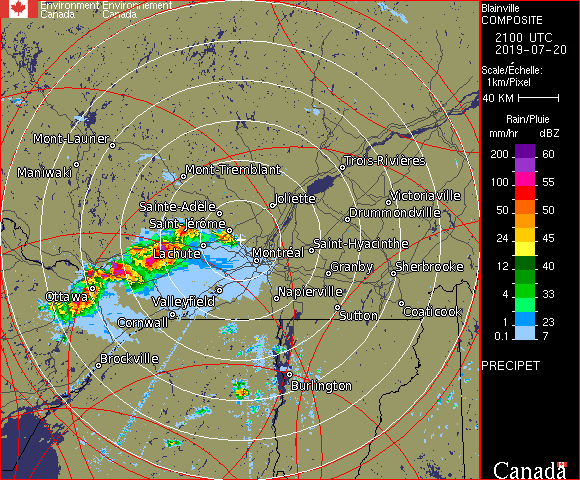 Environment Environnement
Canada Canada
Blainville
COMPOSITE
2100 UTC
2019-07-20
Scale/Échelle:
1km/Pixel
40 KM
Rain/Pluie
mm/hr dBZ
200 60
100 55
50 50
24 45
12 40
4 33
1 23
0.1 7
PRECIPET
Canada
Mont-Laurier
Maniwaki
Mont-Tremblant
Trois-Rivières
Sainte-Adèle
Joliette
Victoriaville
Drummondville
Saint-Jérôme
Lachute
Montréal
Saint-Hyacinthe
Granby
Sherbrooke
Ottawa
Valleyfield
Napierville
Cornwall
Sutton
Coaticook
Brockville
Burlington